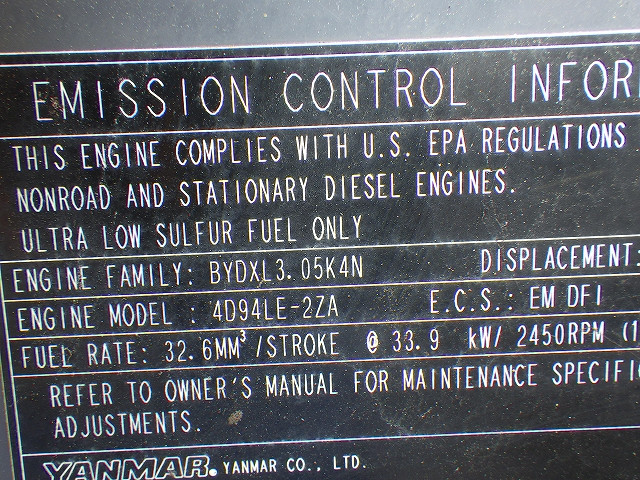 EMISSION CONTROL INFOR
THIS ENGINE COMPLIES WITH U.S. EPA REGULATIONS
NONROAD AND STATIONARY DIESEL ENGINES.
ULTRA LOW SULFUR FUEL ONLY
ENGINE FAMILY: BYDXL3.05K4N DISPLACEMENT:
ENGINE MODEL : 4D94LE-2ZA E.C.S.: EM DFI
FUEL RATE: 32.6MM³/STROKE @ 33.9 kW/ 2450RPM (1
REFER TO OWNER'S MANUAL FOR MAINTENANCE SPECIFI
ADJUSTMENTS.
YANMAR. YANMAR CO., LTD.